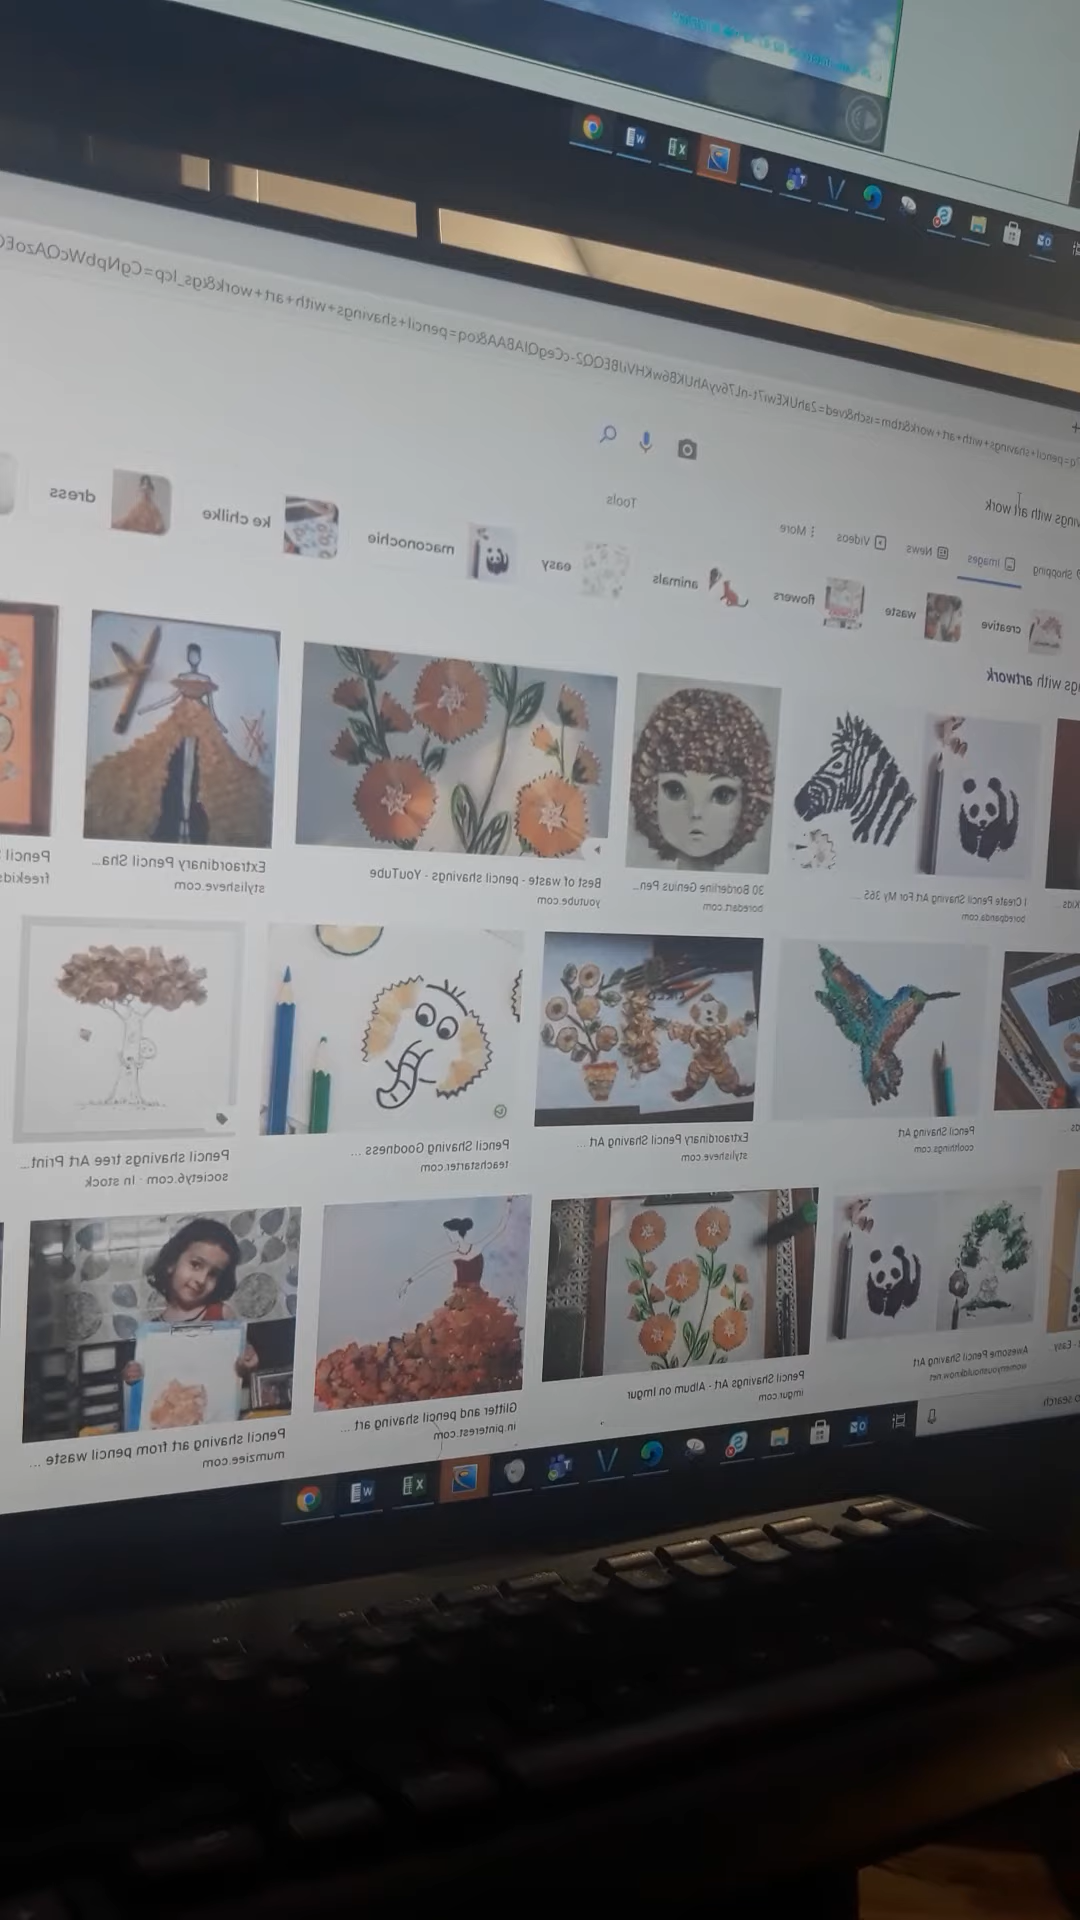 ?q=pencil+shavings+with+art+work&tbm=isch&ved=2ahUKEwi7t-nL76vyAhUKB6wKHVJiBEQQ2-cCegQIABAA&oq=pencil+shavings+with+art+work&gs_lcp=CgNpbWcQAzoE
with art work
Shopping
Images
News
Videos
More
Tools
creative
waste
flowers
animals
easy
maconochie
ke chilke
dress
with artwork
I Create Pencil Shaving Art For My 365 ...
boredpanda.com
30 Borderline Genius Pen...
boredart.com
Best of waste - pencil shavings - YouTube
youtube.com
Extraordinary Pencil Sha...
stylisheve.com
Pencil
Pencil Shaving Art
coolthings.com
Extraordinary Pencil Shaving Art ...
stylisheve.com
Pencil Shaving Goodness ...
teachstarter.com
Pencil shavings tree Art Print...
society6.com · In stock
- Easy
Awesome Pencil Shaving Art
womenyoushouldknow.net
Pencil Shavings Art - Album on Imgur
imgur.com
Glitter and pencil shaving art ...
in.pinterest.com
Pencil shaving art from pencil waste ...
mumziee.com
search